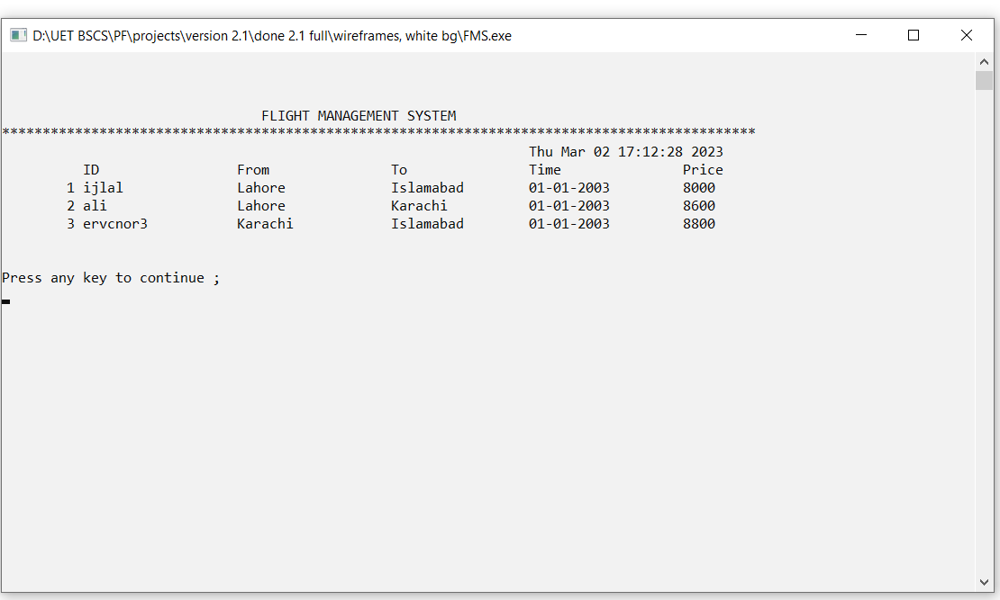 D:\UET BSCS\PF\projects\version 2.1\done 2.1 full\wireframes, white bg\FMS.exe
FLIGHT MANAGEMENT SYSTEM
*********************************************************************************************
Thu Mar 02 17:12:28 2023
ID From To Time Price
1 ijlal Lahore Islamabad 01-01-2003 8000
2 ali Lahore Karachi 01-01-2003 8600
3 ervcnor3 Karachi Islamabad 01-01-2003 8800
Press any key to continue ;